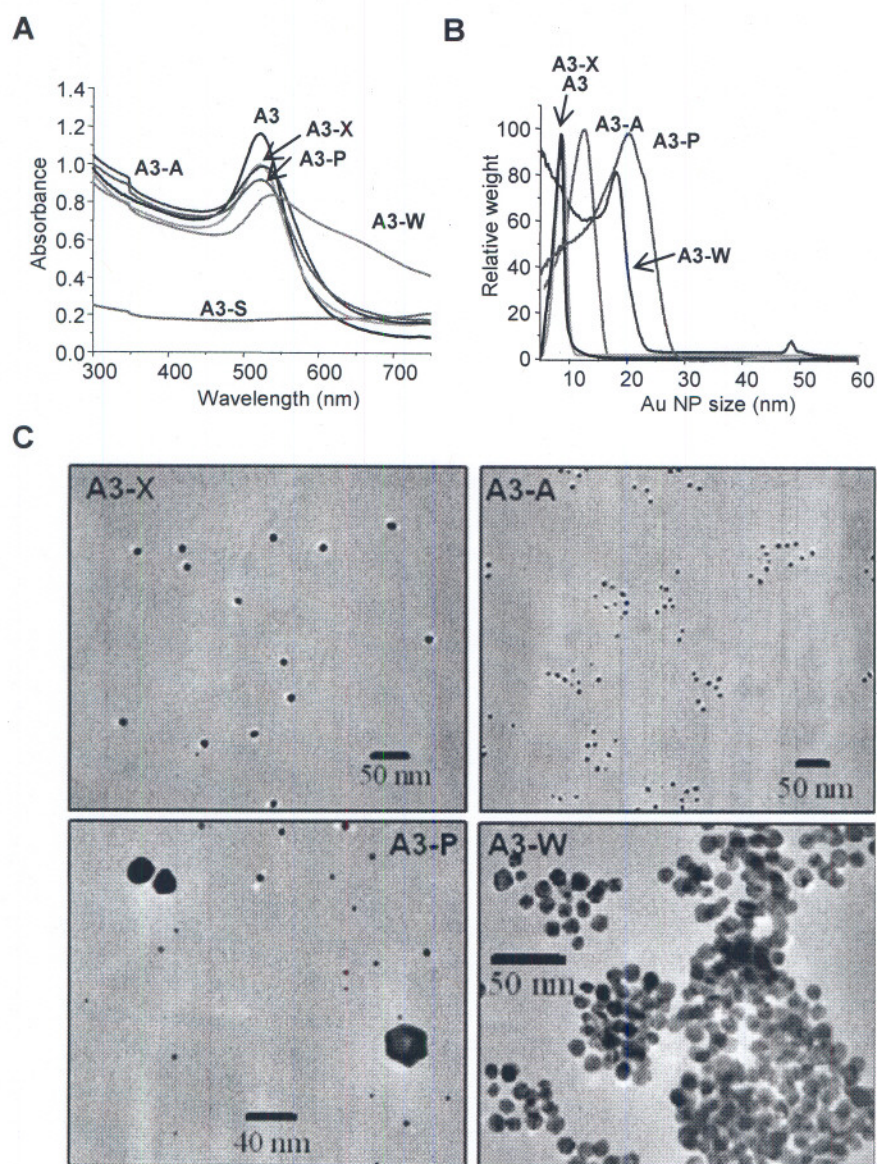 A
1.4
1.2
1.0
0.8
0.6
0.4
0.2
0.0
Absorbance
A3
A3-X
A3-P
A3-A
A3-W
A3-S
300 400 500 600 700
Wavelength (nm)
B
A3-X
A3
A3-A
A3-P
A3-W
100
80
60
40
20
0
Relative weight
10 20 30 40 50 60
Au NP size (nm)
C
A3-X
50 nm
A3-A
50 nm
A3-P
40 nm
A3-W
50 nm